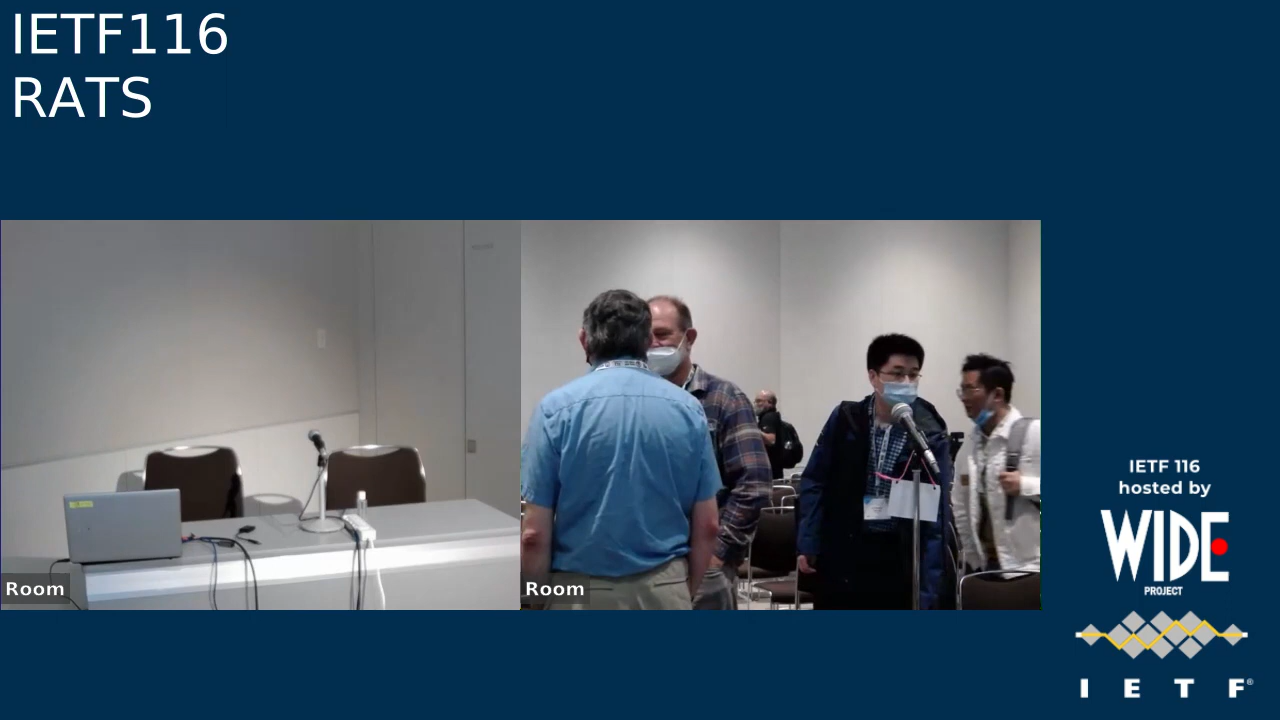 IETF116
RATS
Room
Room
IETF 116
hosted by
WIDE
PROJECT
I E T F®